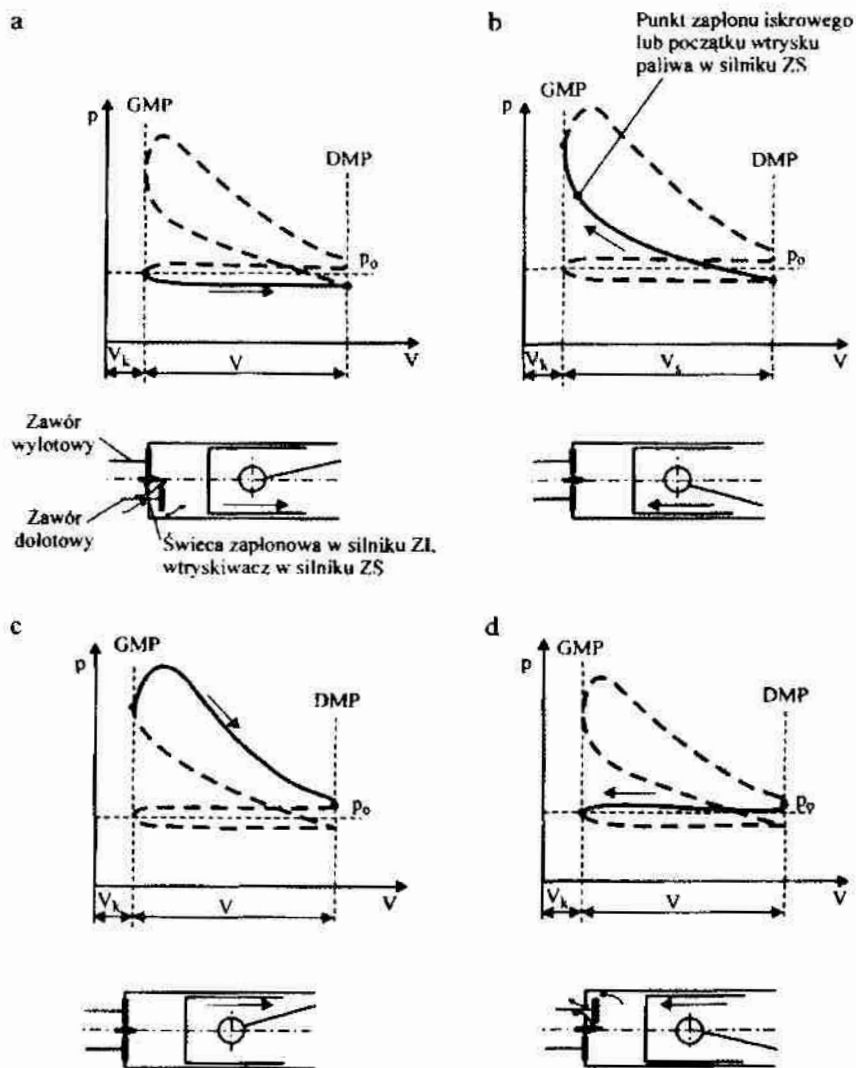 a
GMP
p
DMP
p₀
V
Vₖ
V
Zawór
wylotowy
Zawór
dolotowy
Świeca zapłonowa w silniku ZI,
wtryskiwacz w silniku ZS
b
Punkt zapłonu iskrowego
lub początku wtrysku
paliwa w silniku ZS
GMP
p
DMP
p₀
V
Vₖ
Vₛ
c
GMP
p
DMP
p₀
V
Vₖ
V
d
GMP
p
DMP
p₀
V
Vₖ
V